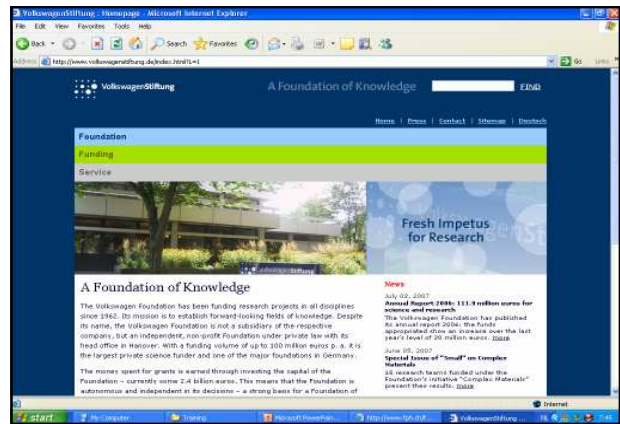 VolkswagenStiftung : Homepage - Microsoft Internet Explorer
File Edit View Favorites Tools Help
Back Search Favorites
Address http://www.volkswagenstiftung.de/index.html?L=1 Go Links
VolkswagenStiftung A Foundation of Knowledge FIND
Home | Press | Contact | Sitemap | Deutsch
Foundation
Funding
Service
Fresh Impetus
for Research
VolkswagenStiftung
A Foundation of Knowledge
The Volkswagen Foundation has been funding research projects in all disciplines
since 1962. Its mission is to establish forward-looking fields of knowledge. Despite
its name, the Volkswagen Foundation is not a subsidiary of the respective
company, but an independent, non-profit Foundation under private law with its
head office in Hanover. With a funding volume of up to 100 million euros p. a. it is
the largest private science funder and one of the major foundations in Germany.
The money spent for grants is earned through investing the capital of the
Foundation – currently some 2.4 billion euros. This means that the Foundation is
autonomous and independent in its decisions – a strong basis for a Foundation of
News
July 02, 2007
Annual Report 2006: 111.9 million euros for
science and research
The Volkswagen Foundation has published
its annual report 2006: the funds
appropriated show an increase over the last
year's level of 20 million euros. more
June 05, 2007
Special Issue of "Small" on Complex
Materials
18 research teams funded under the
Foundation's initiative "Complex Materials"
present their results. more
Internet
start My Computer Training Microsoft PowerPoin... VolkswagenStiftung ... NL 7:45